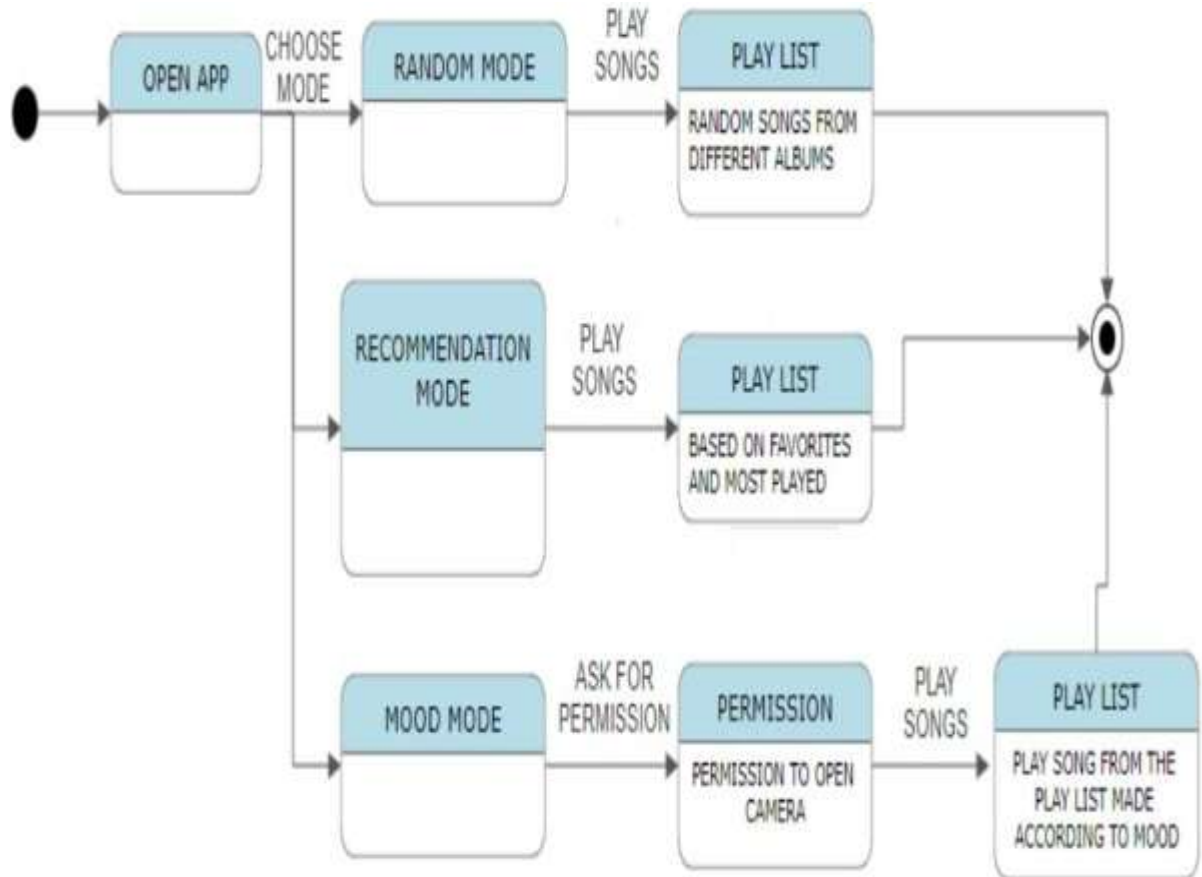 OPEN APP
CHOOSE
MODE
RANDOM MODE
PLAY
SONGS
PLAY LIST
RANDOM SONGS FROM
DIFFERENT ALBUMS
RECOMMENDATION
MODE
PLAY
SONGS
PLAY LIST
BASED ON FAVORITES
AND MOST PLAYED
MOOD MODE
ASK FOR
PERMISSION
PERMISSION
PERMISSION TO OPEN
CAMERA
PLAY
SONGS
PLAY LIST
PLAY SONG FROM THE
PLAY LIST MADE
ACCORDING TO MOOD